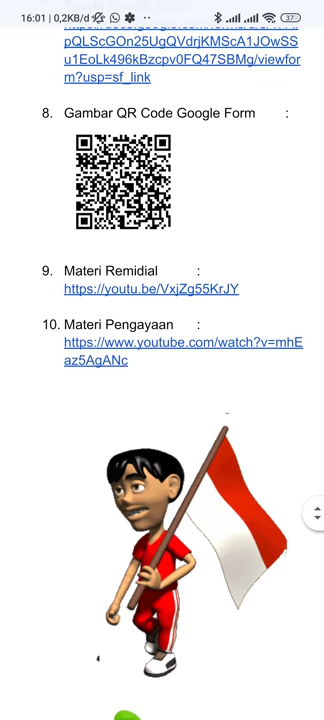 16:01 | 0,2KB/d
37
pQLScGOn25UgQVdrjKMScA1JOwSS
u1EoLk496kBzcpv0FQ47SBMg/viewfor
m?usp=sf_link
8. Gambar QR Code Google Form :
9. Materi Remidial :
https://youtu.be/VxjZg55KrJY
10. Materi Pengayaan :
https://www.youtube.com/watch?v=mhE
az5AgANc